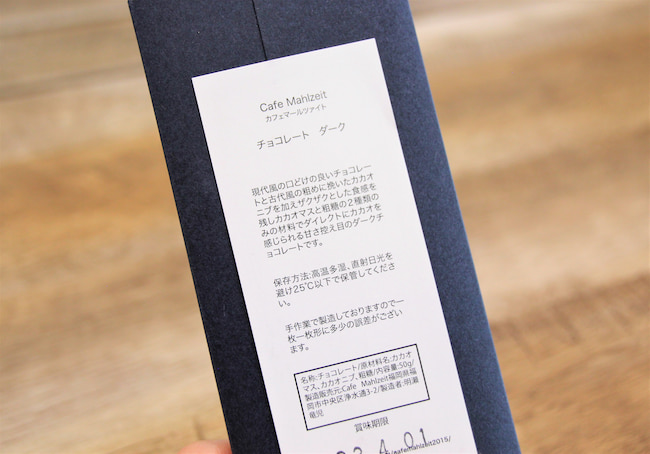 Cafe Mahlzeit
カフェマールツァイト
チョコレート　ダーク
現代風の口どけの良いチョコレー
トと古代風の粗めに挽いたカカオ
ニブを加えザクザクとした食感を
残しカカオマスと粗糖の２種類の
みの材料でダイレクトにカカオを
感じられる甘さ控え目のダークチ
ョコレートです。
保存方法:高温多湿、直射日光を
避け25℃以下で保管してくださ
い。
手作業で製造しておりますので一
枚一枚形に多少の誤差がござい
ます。
名称:チョコレート/原材料名:カカオ
マス、カカオニブ、粗糖/内容量:50g/
製造販売元:Cafe Mahlzeit福岡県福
岡市中央区浄水通3-2/製造者:明瀬
竜児
賞味期限
23.4.01
/cafemahlzeit2015/